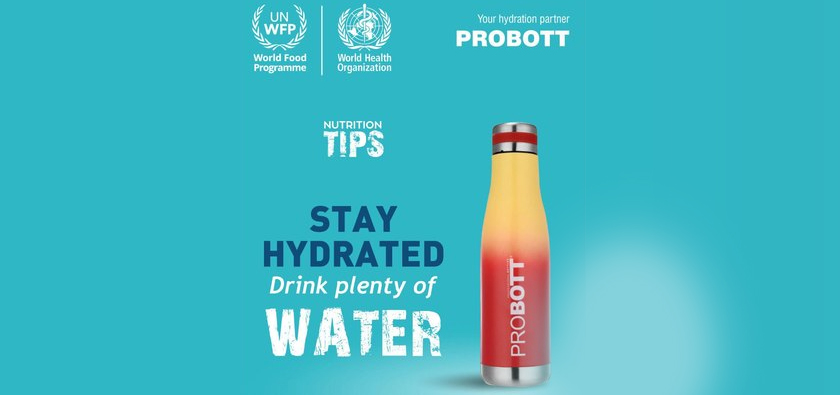 UN
WFP
World Food
Programme
World Health
Organization
Your hydration partner
PROBOTT
NUTRITION
TIPS
STAY
HYDRATED
Drink plenty of
WATER
PROBOTT